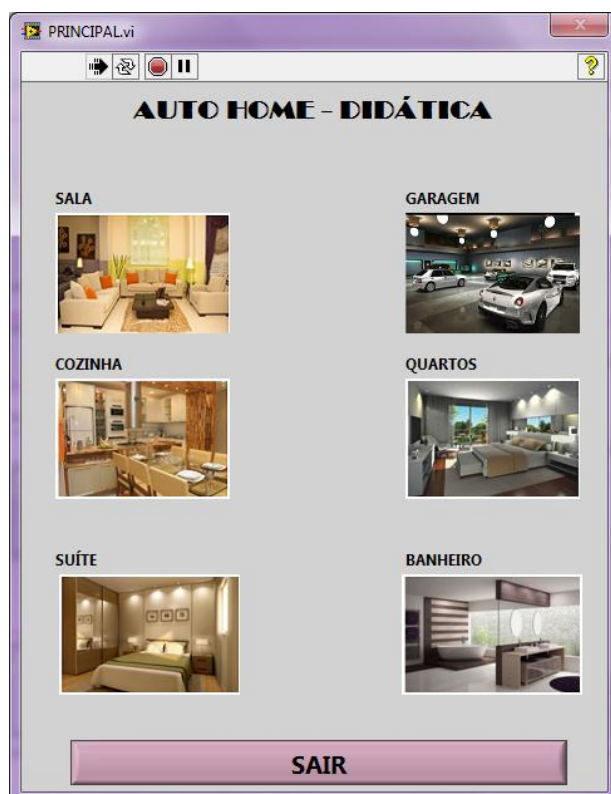 PRINCIPAL.vi
AUTO HOME - DIDÁTICA
SALA
GARAGEM
COZINHA
QUARTOS
SUÍTE
BANHEIRO
SAIR